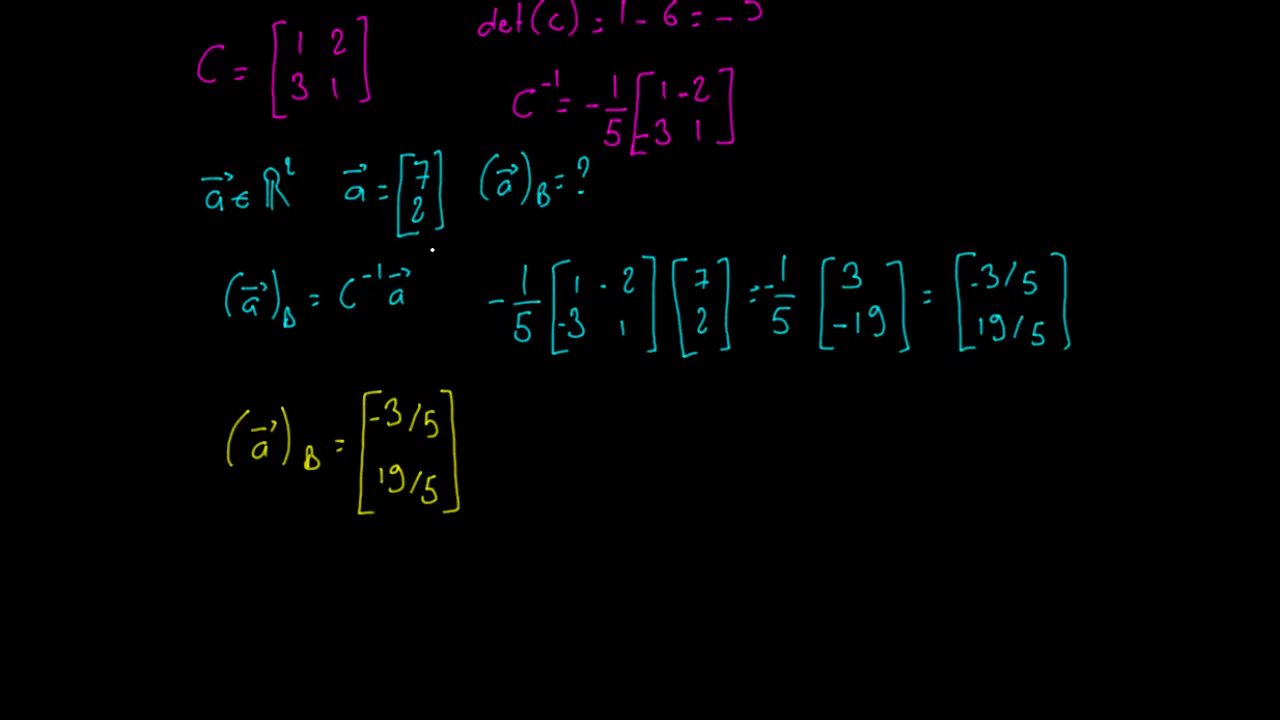 C = [1 2; 3 1] det(c) = 1 - 6 = -5
C⁻¹ = -1/5 [1 -2; -3 1]
a⃗ ∈ ℝ² a⃗ = [7; 2] (a⃗)_B = ?
(a⃗)_B = C⁻¹ a⃗ -1/5 [1 -2; -3 1] [7; 2] = -1/5 [3; -19] = [-3/5; 19/5]
(a⃗)_B = [-3/5; 19/5]